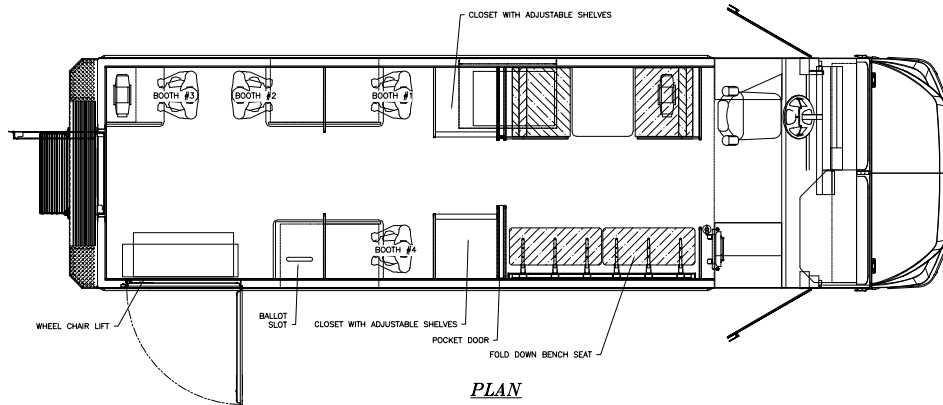 CLOSET WITH ADJUSTABLE SHELVES
BOOTH #3
BOOTH #2
BOOTH #1
BOOTH #4
WHEEL CHAIR LIFT
BALLOT
SLOT
CLOSET WITH ADJUSTABLE SHELVES
POCKET DOOR
FOLD DOWN BENCH SEAT
PLAN